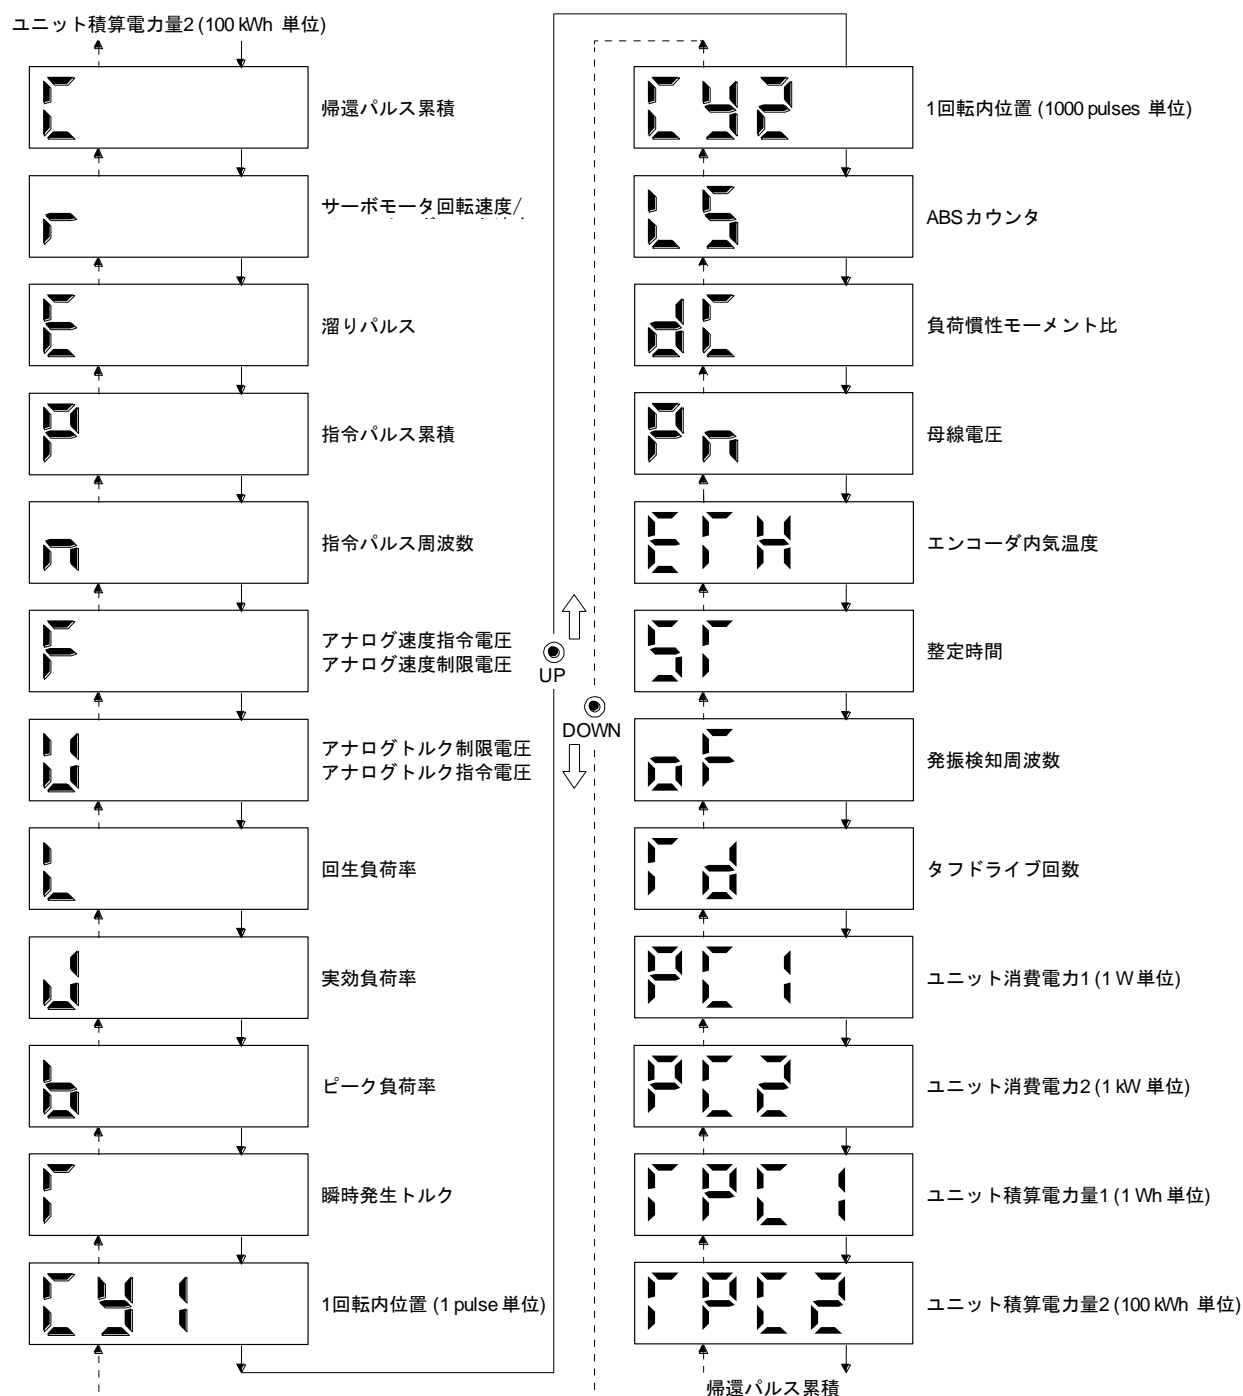 ユニット積算電力量2 (100 kWh 単位)
C
帰還パルス累積
r
サーボモータ回転速度/
E
溜りパルス
P
指令パルス累積
n
指令パルス周波数
F
アナログ速度指令電圧
アナログ速度制限電圧
U
アナログトルク制限電圧
アナログトルク指令電圧
L
回生負荷率
J
実効負荷率
b
ピーク負荷率
T
瞬時発生トルク
Cy1
1回転内位置 (1 pulse 単位)
UP
DOWN
Cy2
1回転内位置 (1000 pulses 単位)
LS
ABSカウンタ
dC
負荷慣性モーメント比
Pn
母線電圧
ETH
エンコーダ内気温度
ST
整定時間
oF
発振検知周波数
Td
タフドライブ回数
PC1
ユニット消費電力1 (1 W 単位)
PC2
ユニット消費電力2 (1 kW 単位)
TPC1
ユニット積算電力量1 (1 Wh 単位)
TPC2
ユニット積算電力量2 (100 kWh 単位)
帰還パルス累積